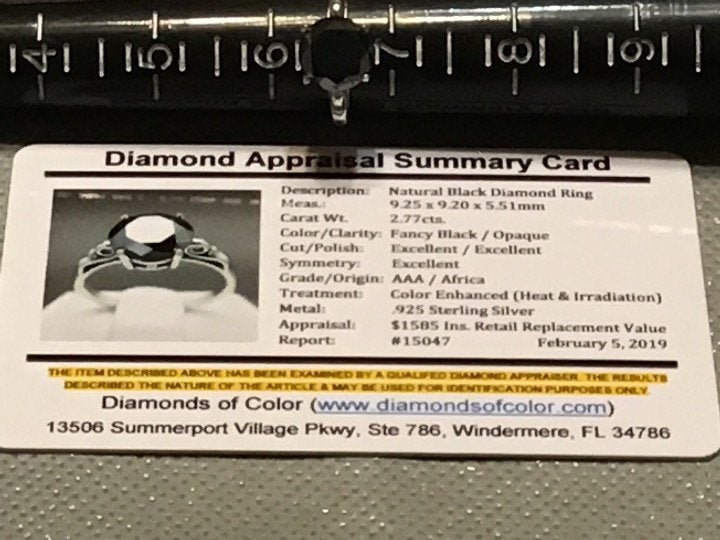 4 5 6 7 8 9
Diamond Appraisal Summary Card
Description: Natural Black Diamond Ring
Meas.: 9.25 x 9.20 x 5.51mm
Carat Wt. 2.77cts.
Color/Clarity: Fancy Black / Opaque
Cut/Polish: Excellent / Excellent
Symmetry: Excellent
Grade/Origin: AAA / Africa
Treatment: Color Enhanced (Heat & Irradiation)
Metal: .925 Sterling Silver
Appraisal: $1585 Ins. Retail Replacement Value
Report: #15047 February 5, 2019
THE ITEM DESCRIBED ABOVE HAS BEEN EXAMINED BY A QUALIFED DIAMOND APPRAISER. THE RESULTS
DESCRIBED THE NATURE OF THE ARTICLE & MAY BE USED FOR IDENTIFICATION PURPOSES ONLY.
Diamonds of Color (www.diamondsofcolor.com)
13506 Summerport Village Pkwy, Ste 786, Windermere, FL 34786